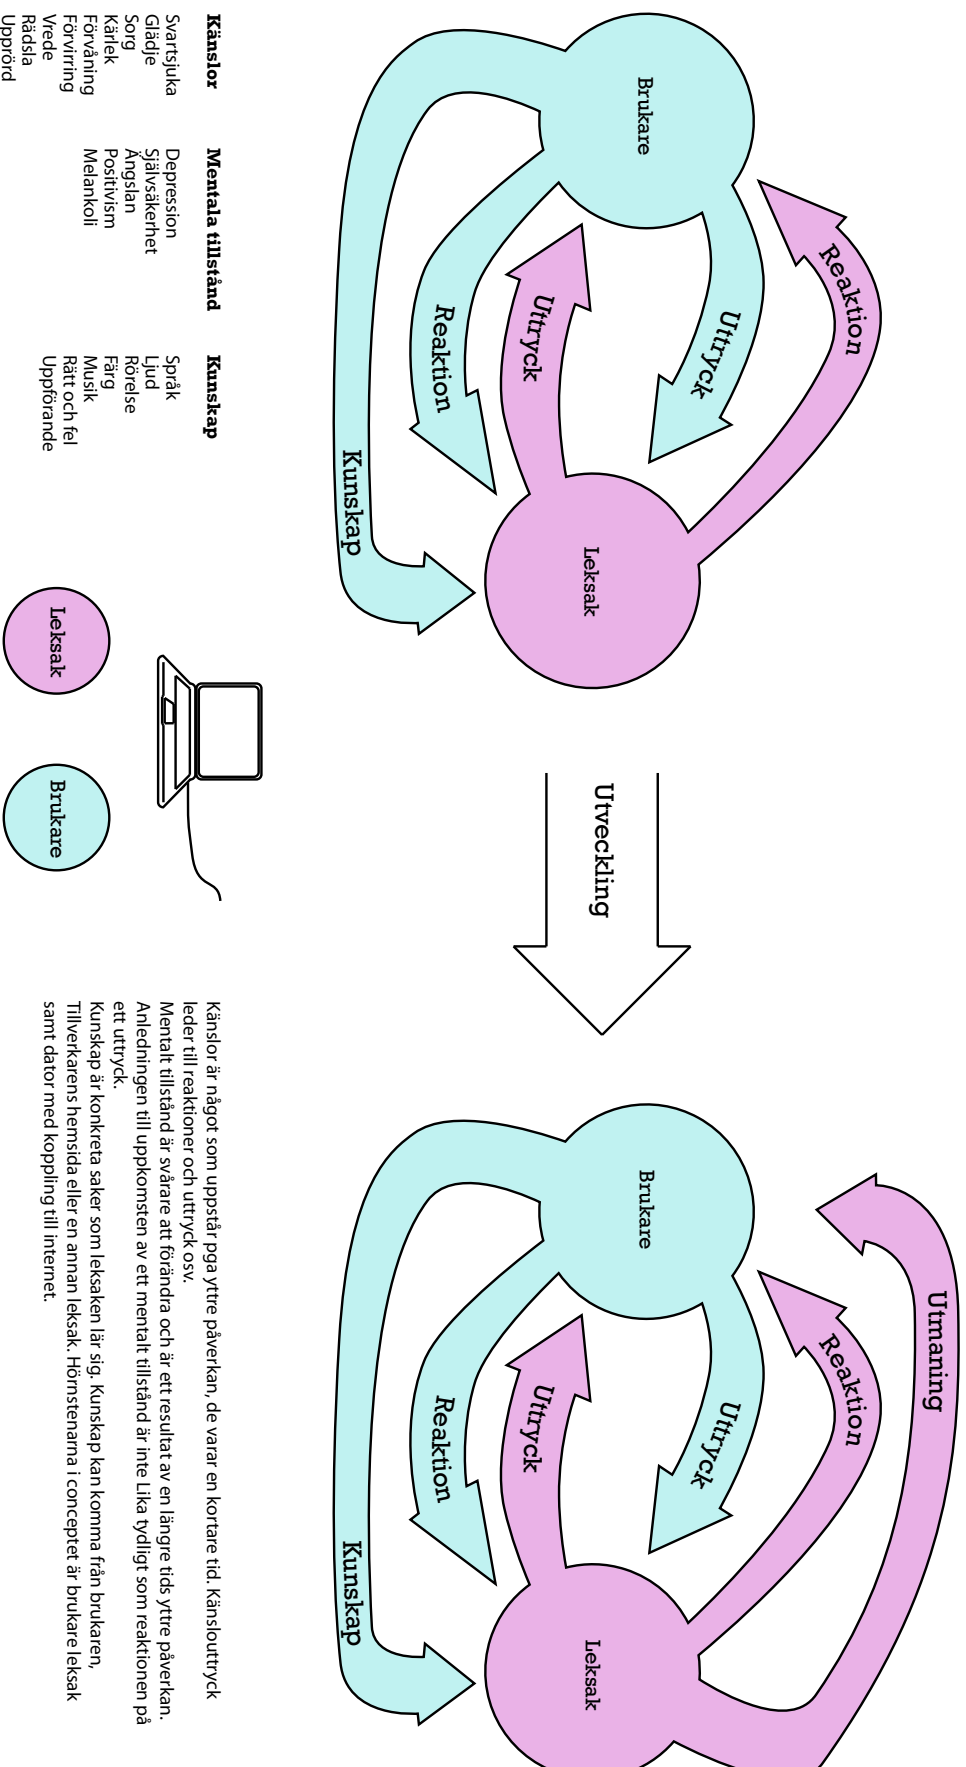 Reaktion
Brukare
Uttryck
Uttryck
Reaktion
Leksak
Kunskap
Utveckling
Utmaning
Reaktion
Brukare
Uttryck
Uttryck
Reaktion
Leksak
Kunskap
Känslor
Svartsjuka
Glädje
Sorg
Kärlek
Förvåning
Förvirring
Vrede
Rädsla
Upprörd
Mentala tillstånd
Depression
Självsäkerhet
Ängslan
Positivism
Melankoli
Kunskap
Språk
Ljud
Rörelse
Färg
Musik
Rätt och fel
Uppförande
Leksak
Brukare
Känslor är något som uppstår pga yttre påverkan, de varar en kortare tid. Känslouttryck
leder till reaktioner och uttryck osv.
Mentalt tillstånd är svårare att förändra och är ett resultat av en längre tids yttre påverkan.
Anledningen till uppkomsten av ett mentalt tillstånd är inte Lika tydligt som reaktionen på
ett uttryck.
Kunskap är konkreta saker som leksaken lär sig. Kunskap kan komma från brukaren,
Tillverkarens hemsida eller en annan leksak. Hörnstenarna i conceptet är brukare leksak
samt dator med koppling till internet.